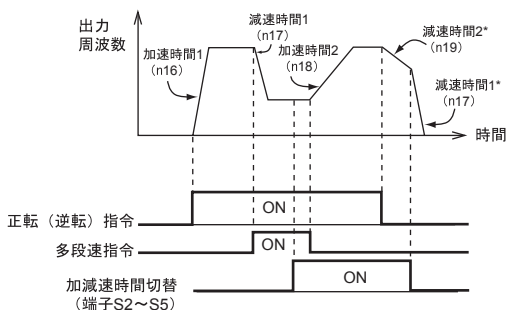 出力
周波数
加速時間1
（n16）
減速時間1
（n17）
加速時間2
（n18）
減速時間2*
（n19）
減速時間1*
（n17）
時間
正転（逆転）指令
ON
多段速指令
ON
加減速時間切替
（端子S2～S5）
ON